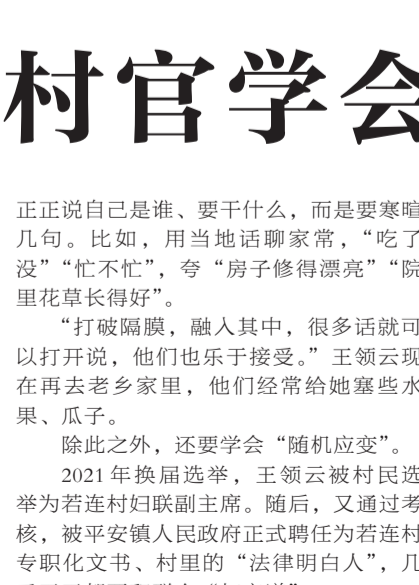 村官学会
正正说自己是谁、要干什么，而是要寒暄
几句。比如，用当地话聊家常，“吃了
没”“忙不忙”，夸“房子修得漂亮”“院
里花草长得好”。
“打破隔膜，融入其中，很多话就可
以打开说，他们也乐于接受。”王领云现
在再去老乡家里，他们经常给她塞些水
果、瓜子。
除此之外，还要学会“随机应变”。
2021年换届选举，王领云被村民选
举为若连村妇联副主席。随后，又通过考
核，被平安镇人民政府正式聘任为若连村
专职化文书、村里的“法律明白人”，几